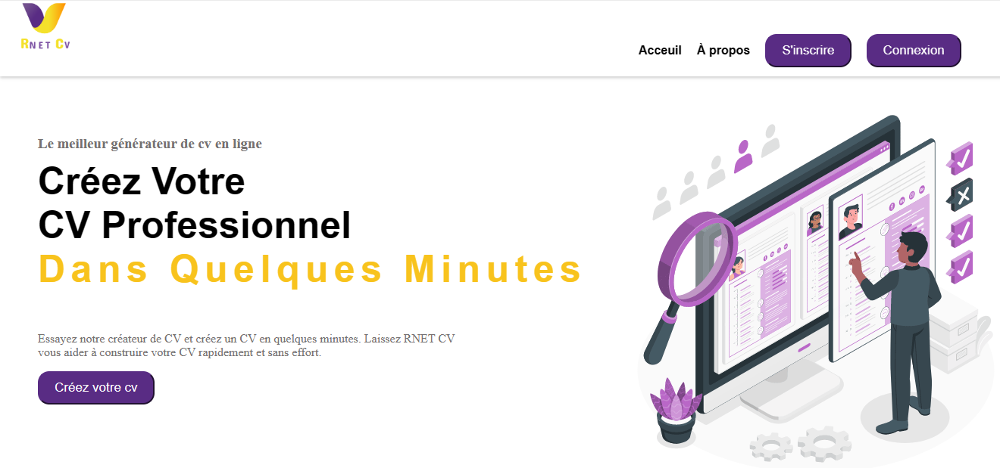 RNET CV
Acceuil
À propos
S'inscrire
Connexion
Le meilleur générateur de cv en ligne
Créez Votre
CV Professionnel
Dans Quelques Minutes
Essayez notre créateur de CV et créez un CV en quelques minutes. Laissez RNET CV
vous aider à construire votre CV rapidement et sans effort.
Créez votre cv